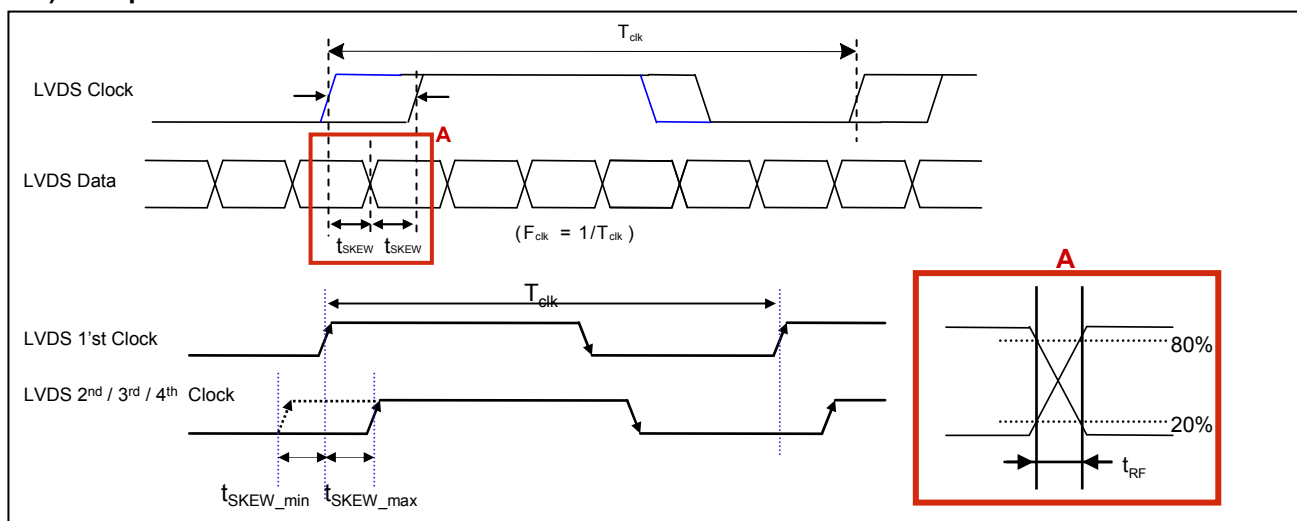 T clk
LVDS Clock
A
LVDS Data
tSKEW tSKEW
( Fclk = 1/Tclk )
A
Tclk
LVDS 1'st Clock
80%
LVDS 2nd / 3rd / 4th Clock
20%
tRF
tSKEW_min tSKEW_max